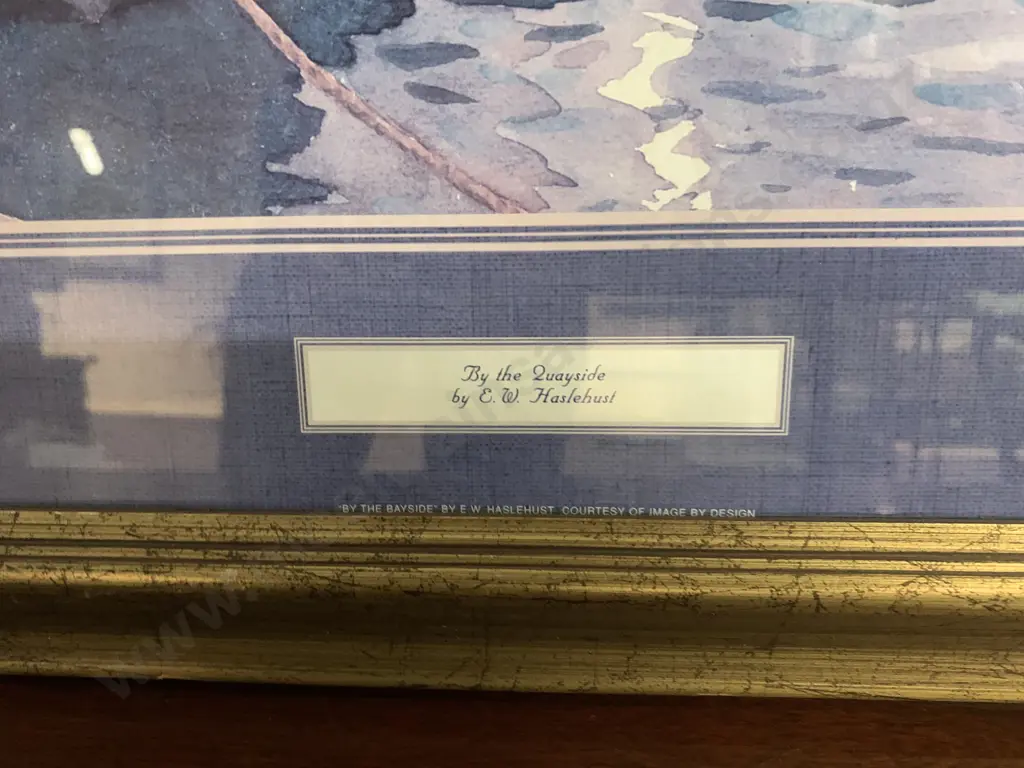 By the Quayside
by E. W. Haslehust
"BY THE BAYSIDE" BY E W HASLEHUST COURTESY OF IMAGE BY DESIGN